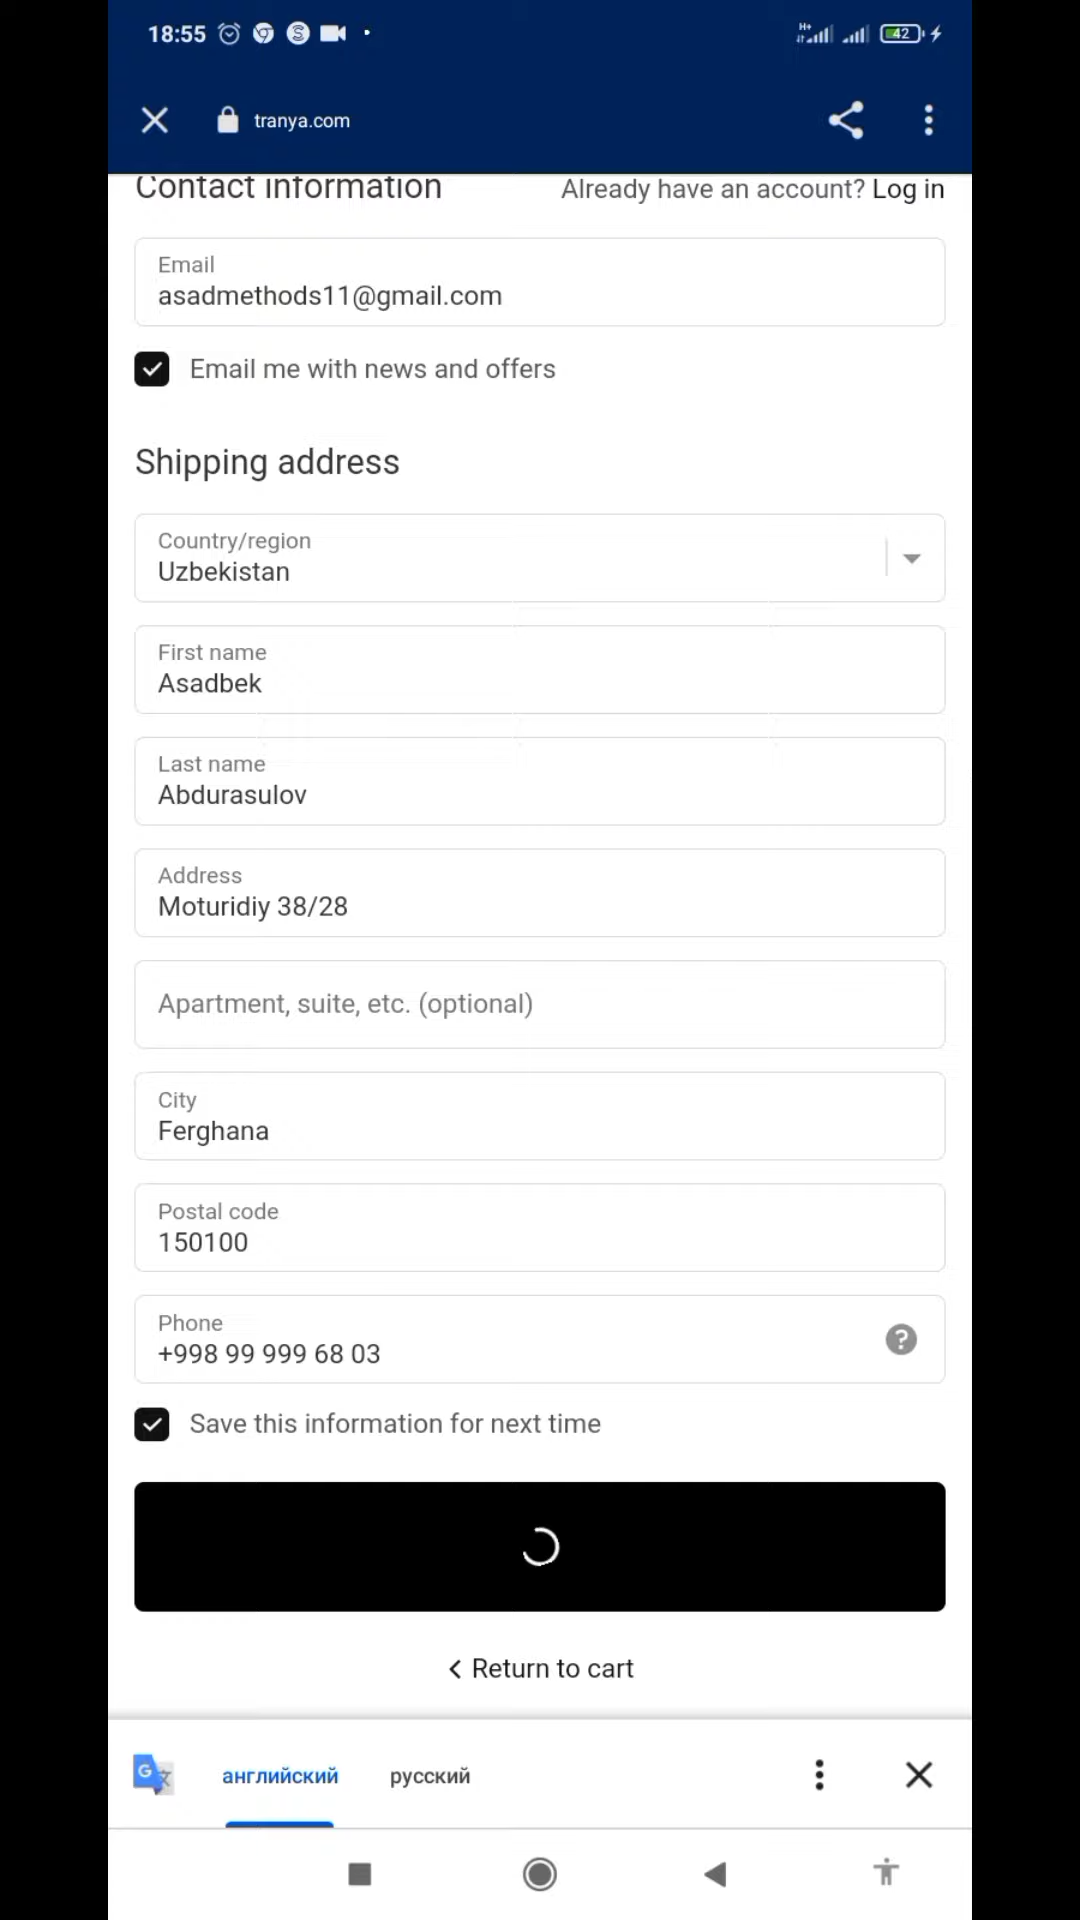 18:55
H+
42
tranya.com
Contact information
Already have an account? Log in
Email
asadmethods11@gmail.com
Email me with news and offers
Shipping address
Country/region
Uzbekistan
First name
Asadbek
Last name
Abdurasulov
Address
Moturidiy 38/28
Apartment, suite, etc. (optional)
City
Ferghana
Postal code
150100
Phone
+998 99 999 68 03
?
Save this information for next time
Return to cart
английский
русский